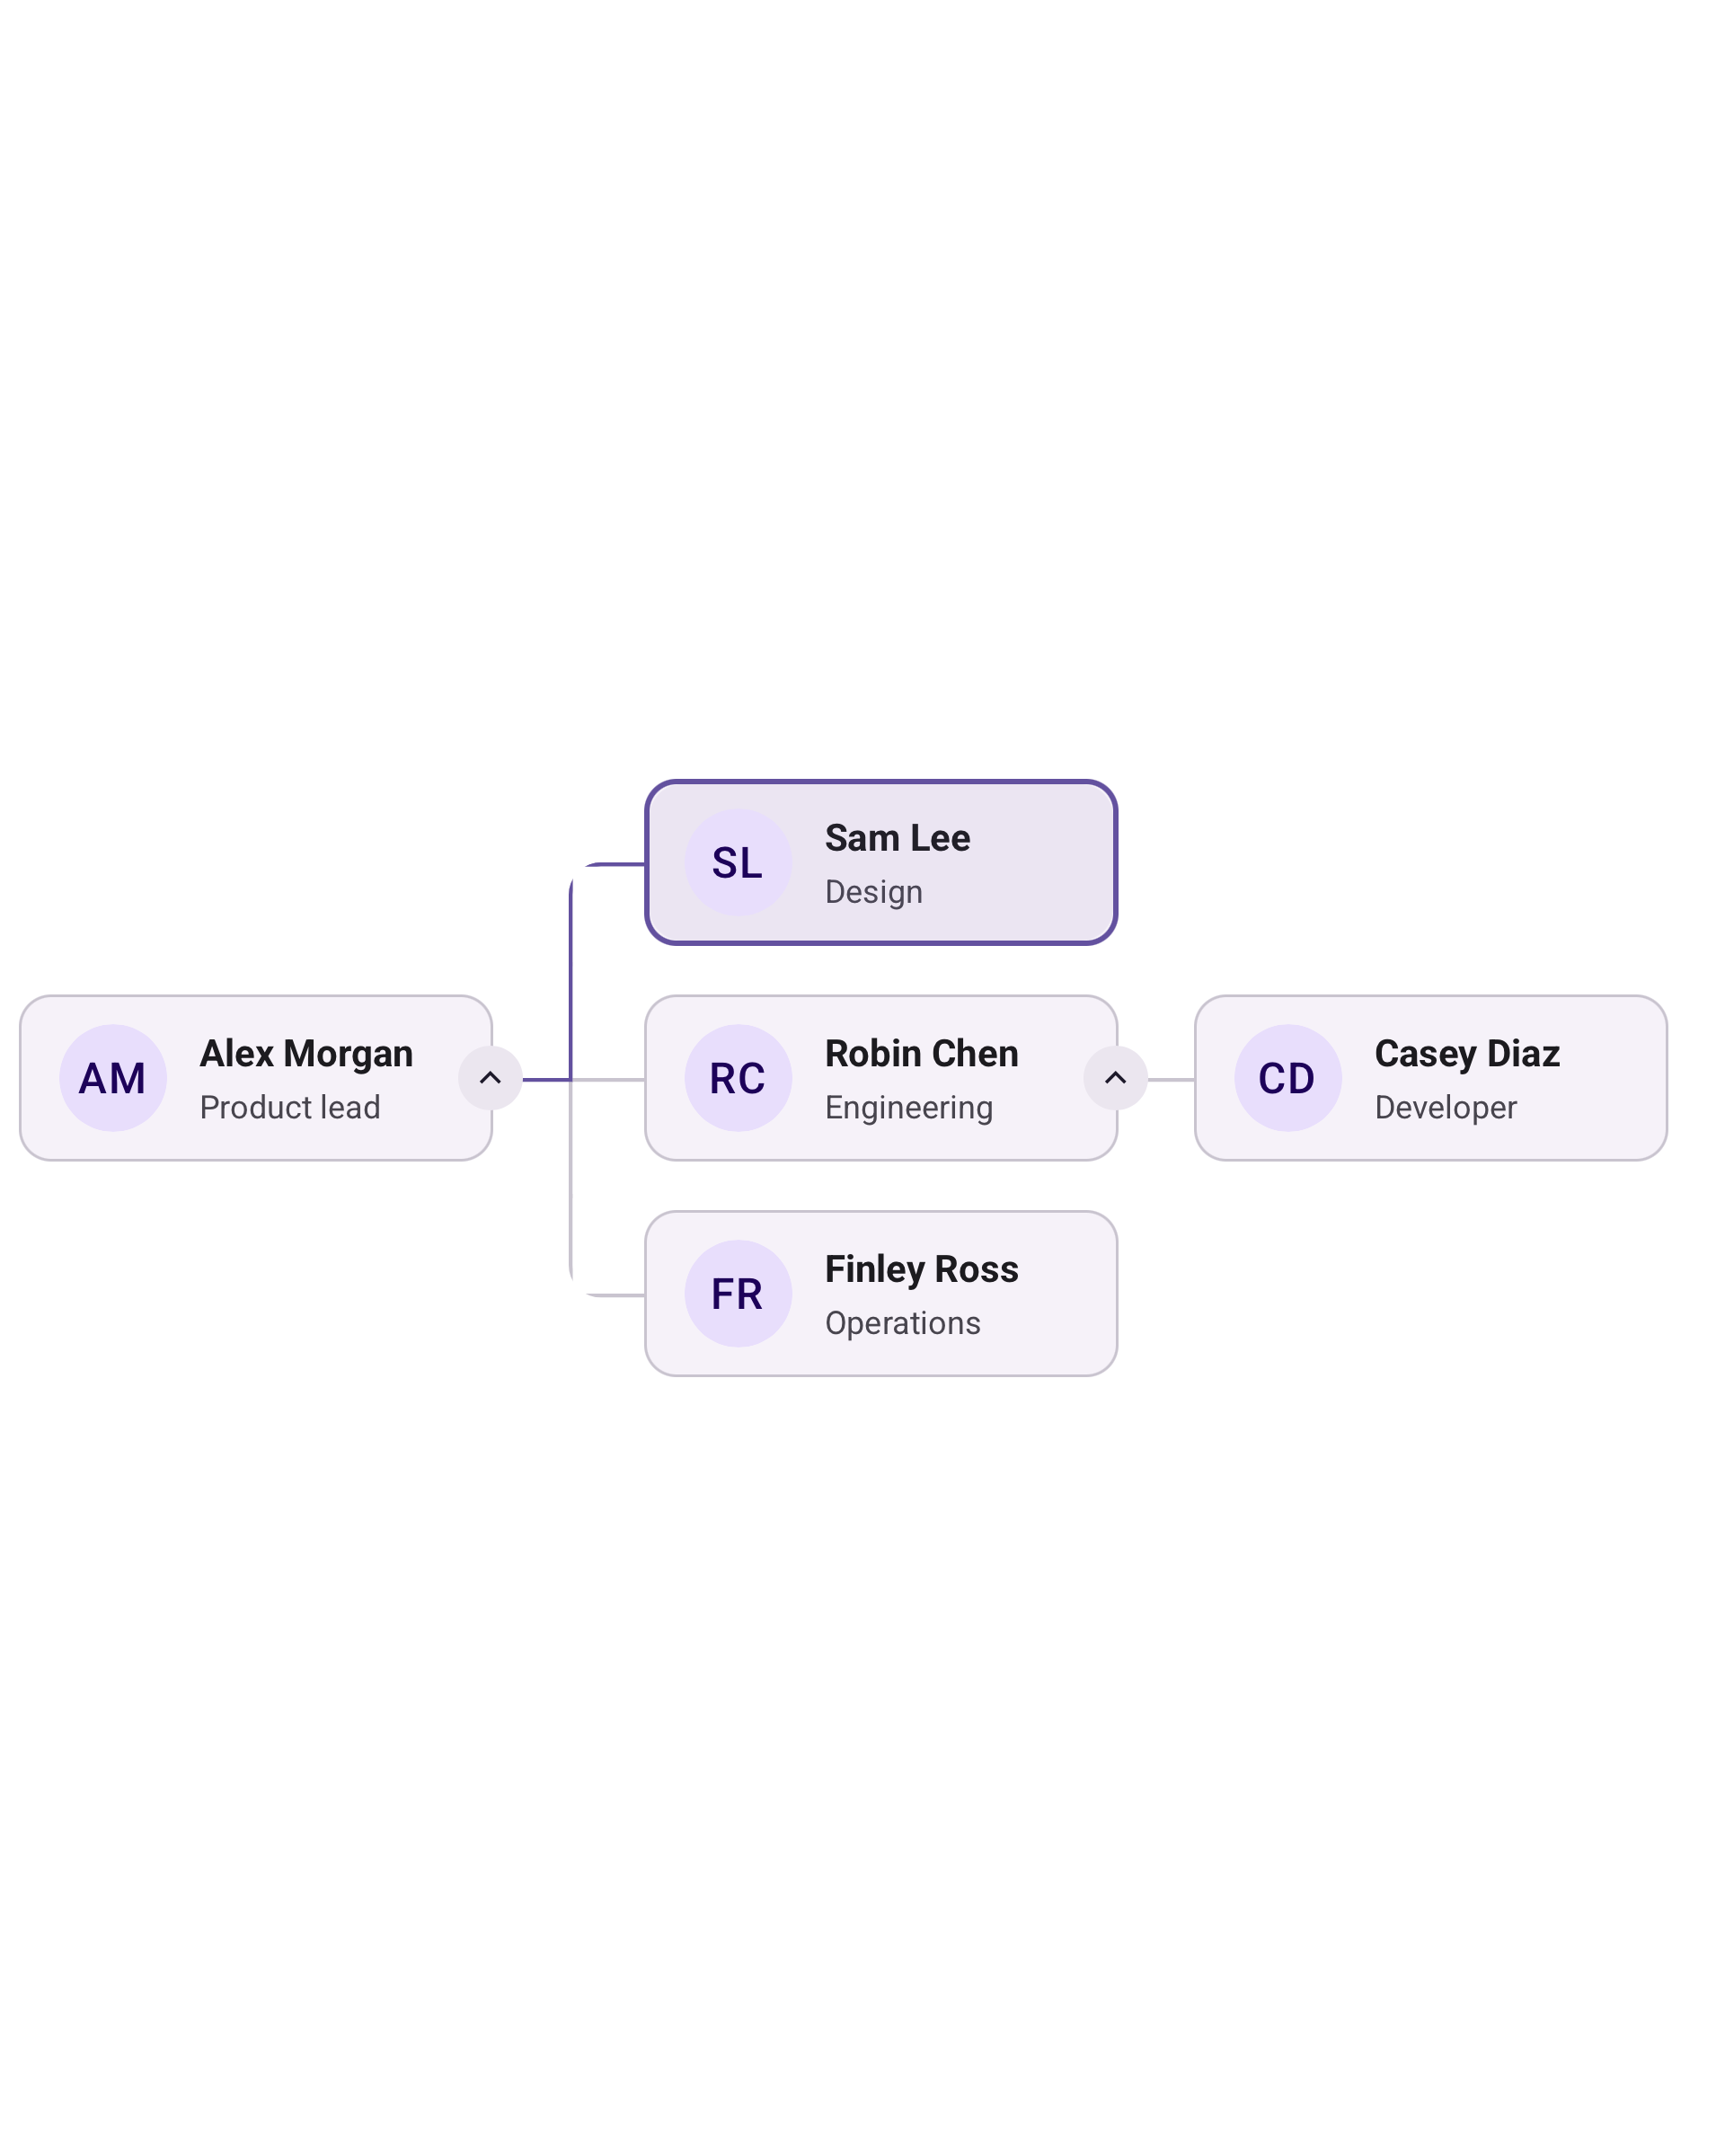 SL
Sam Lee
Design
AM
Alex Morgan
Product lead
RC
Robin Chen
Engineering
CD
Casey Diaz
Developer
FR
Finley Ross
Operations